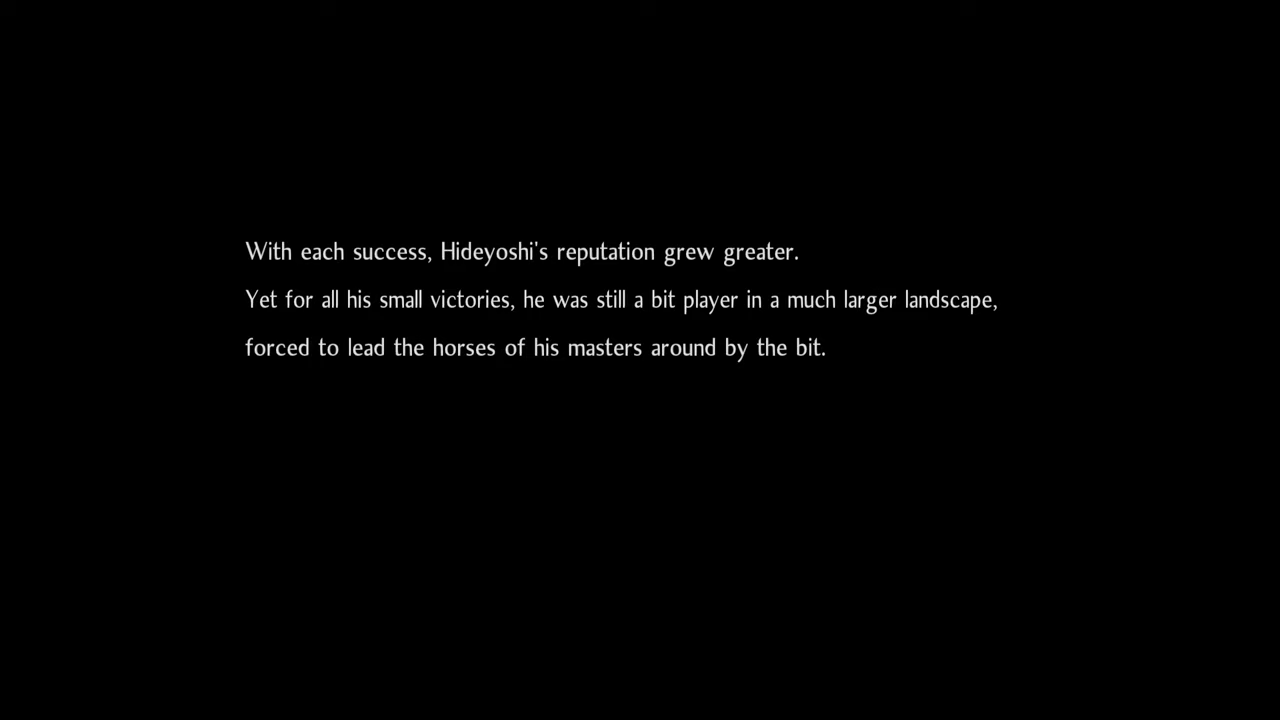 With each success, Hideyoshi's reputation grew greater.
Yet for all his small victories, he was still a bit player in a much larger landscape,
forced to lead the horses of his masters around by the bit.